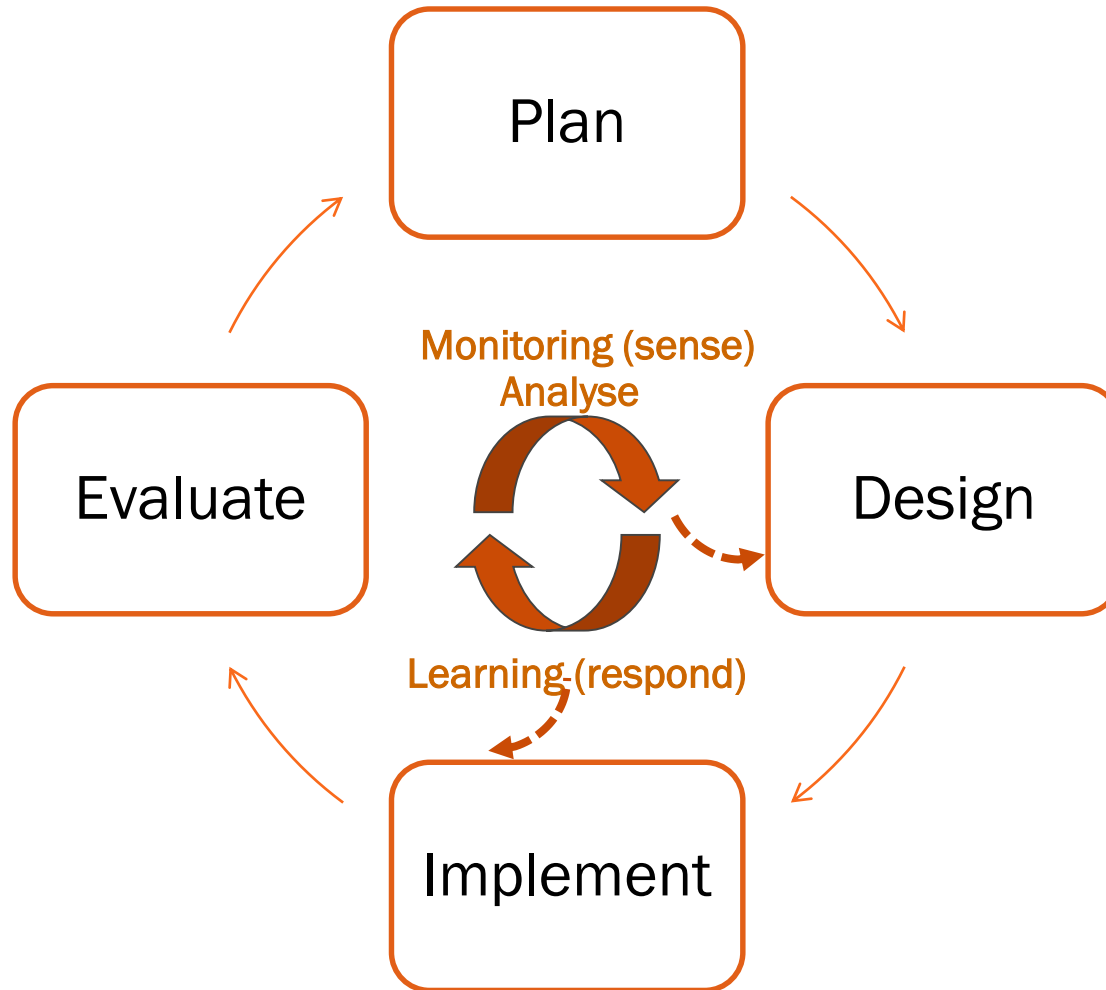 Plan
Monitoring (sense)
Analyse
Evaluate
Design
Learning (respond)
Implement